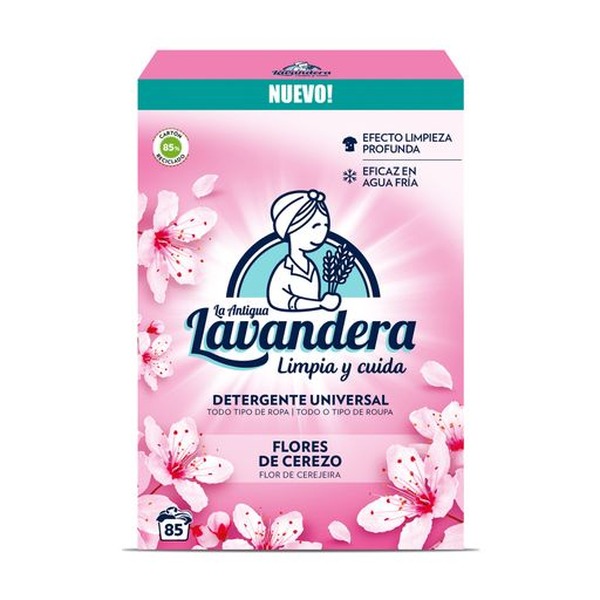 La Antigua
Lavandera
NUEVO!
CARTÓN
85%
RECICLADO
EFECTO LIMPIEZA
PROFUNDA
EFICAZ EN
AGUA FRÍA
La Antigua
Lavandera
Limpia y cuida
DETERGENTE UNIVERSAL
TODO TIPO DE ROPA | TODO O TIPO DE ROUPA
FLORES
DE CEREZO
FLOR DE CEREJEIRA
85